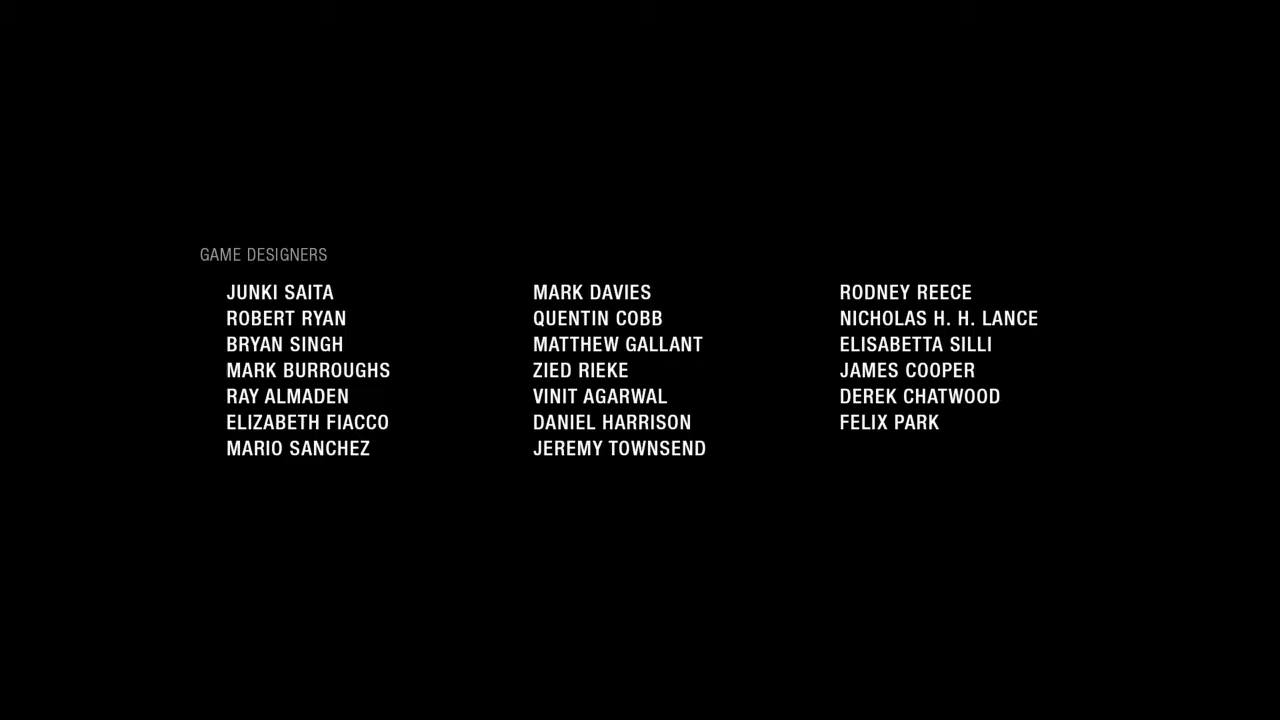 GAME DESIGNERS
JUNKI SAITA
ROBERT RYAN
BRYAN SINGH
MARK BURROUGHS
RAY ALMADEN
ELIZABETH FIACCO
MARIO SANCHEZ
MARK DAVIES
QUENTIN COBB
MATTHEW GALLANT
ZIED RIEKE
VINIT AGARWAL
DANIEL HARRISON
JEREMY TOWNSEND
RODNEY REECE
NICHOLAS H. H. LANCE
ELISABETTA SILLI
JAMES COOPER
DEREK CHATWOOD
FELIX PARK